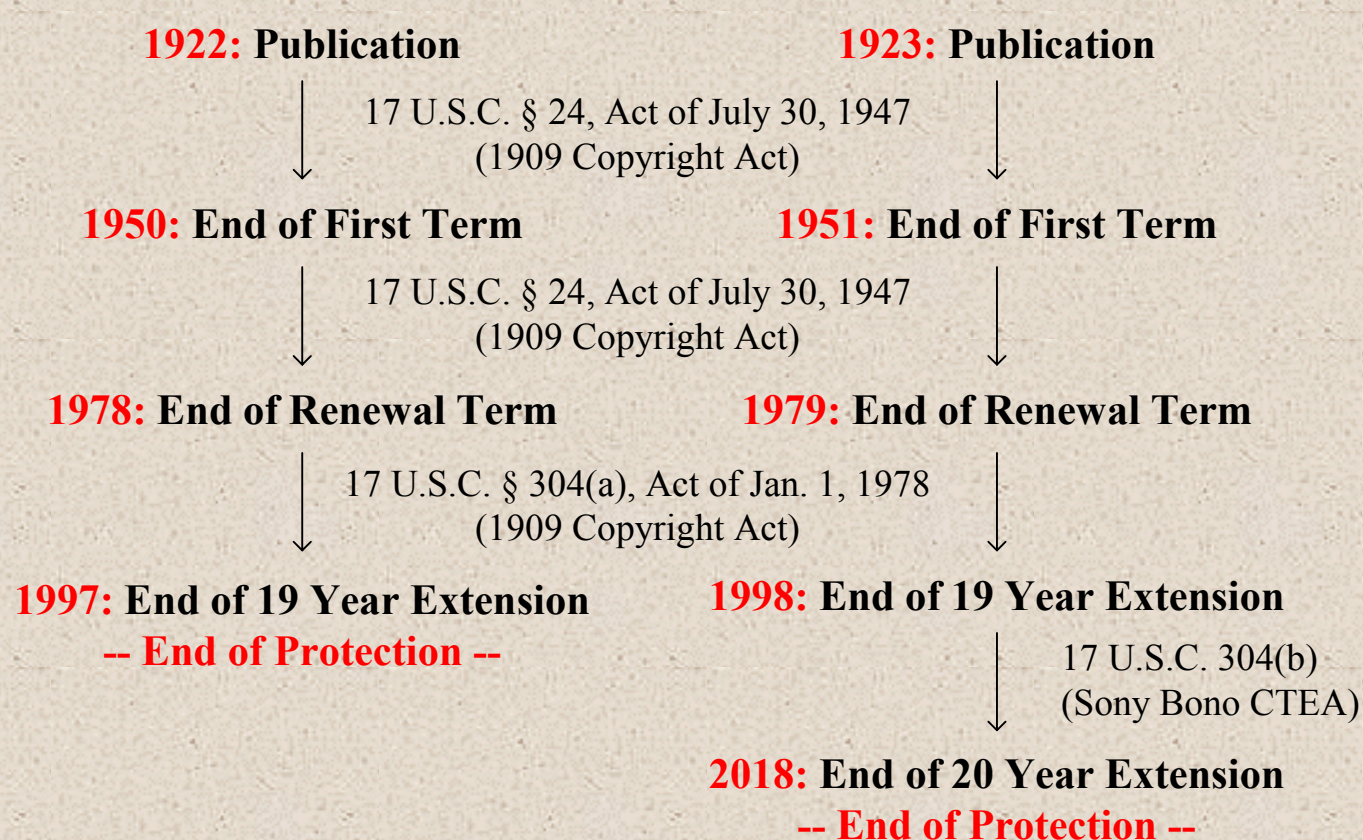 1922: Publication
1923: Publication
17 U.S.C. § 24, Act of July 30, 1947
(1909 Copyright Act)
1950: End of First Term
1951: End of First Term
17 U.S.C. § 24, Act of July 30, 1947
(1909 Copyright Act)
1978: End of Renewal Term
1979: End of Renewal Term
17 U.S.C. § 304(a), Act of Jan. 1, 1978
(1909 Copyright Act)
1997: End of 19 Year Extension
-- End of Protection --
1998: End of 19 Year Extension
17 U.S.C. 304(b)
(Sony Bono CTEA)
2018: End of 20 Year Extension
-- End of Protection --